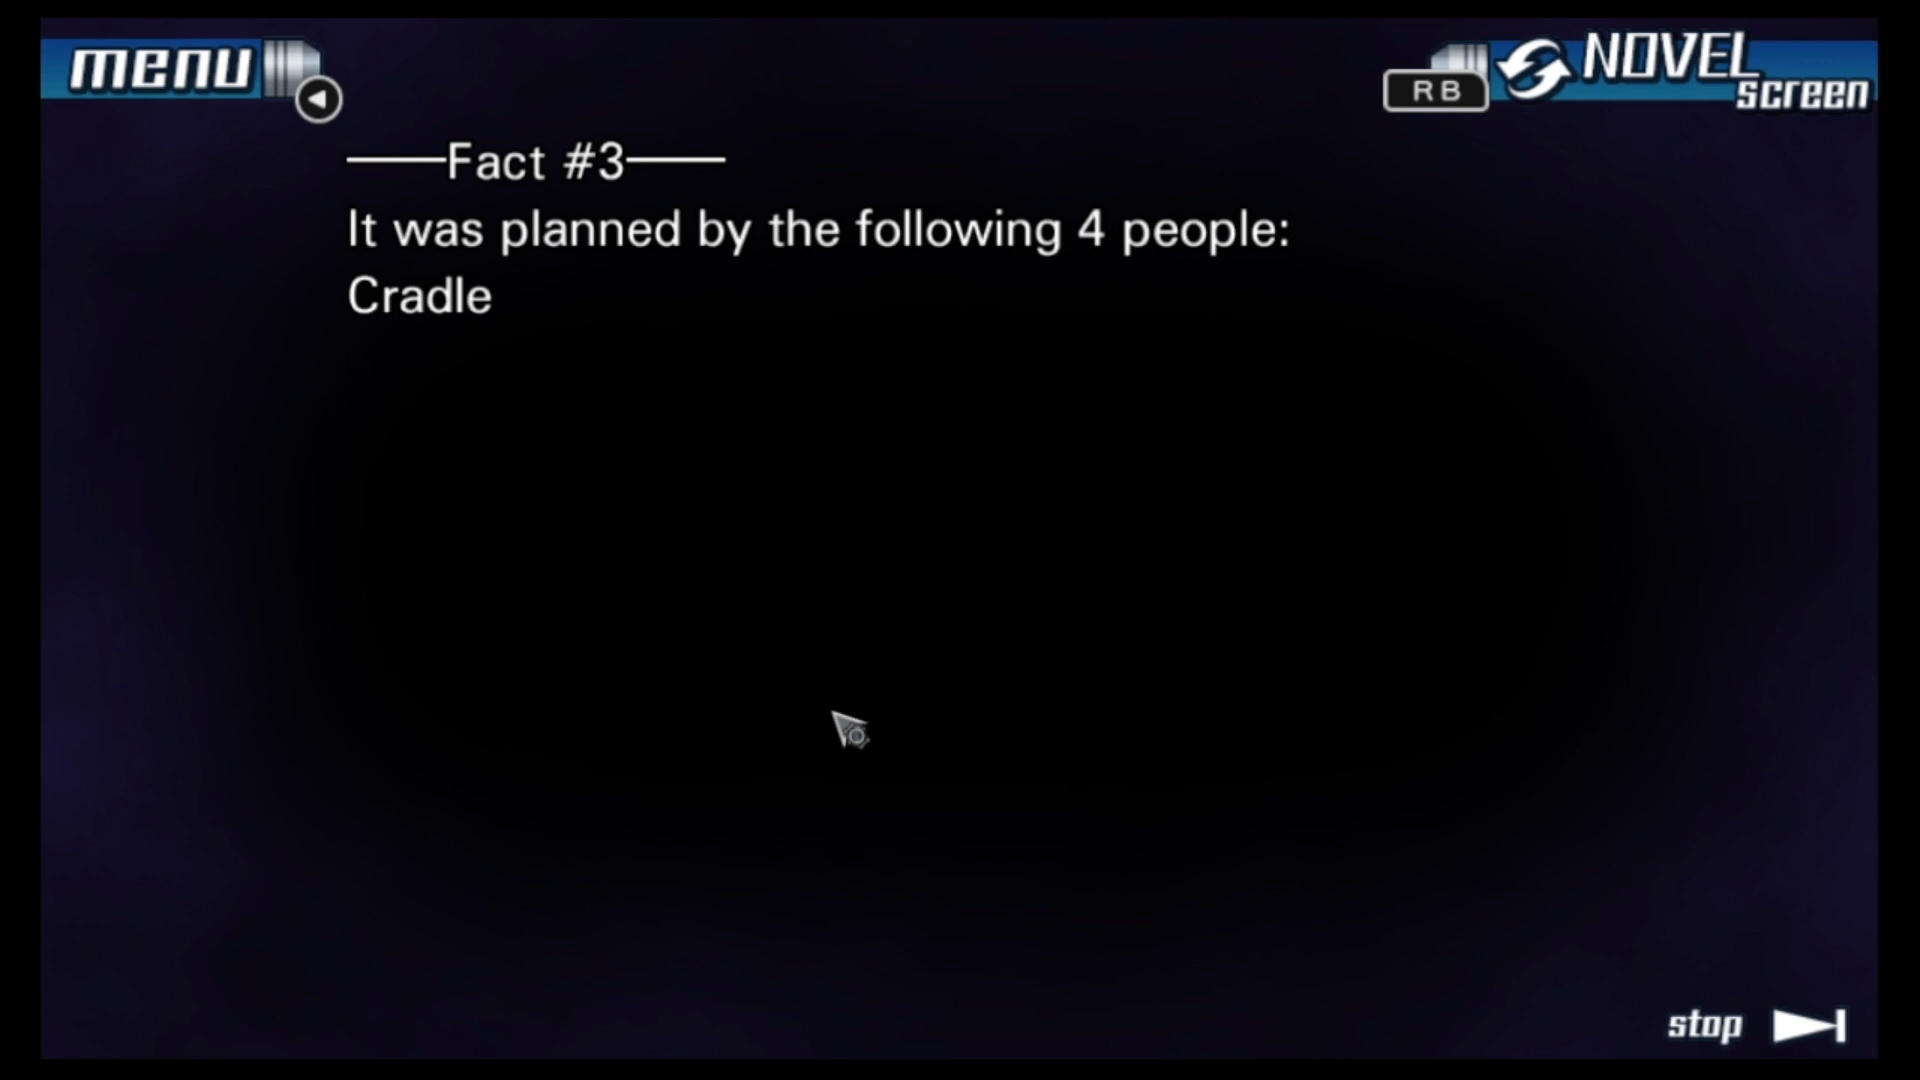 menu
RB NOVEL
screen
——Fact #3——
It was planned by the following 4 people:
Cradle
stop